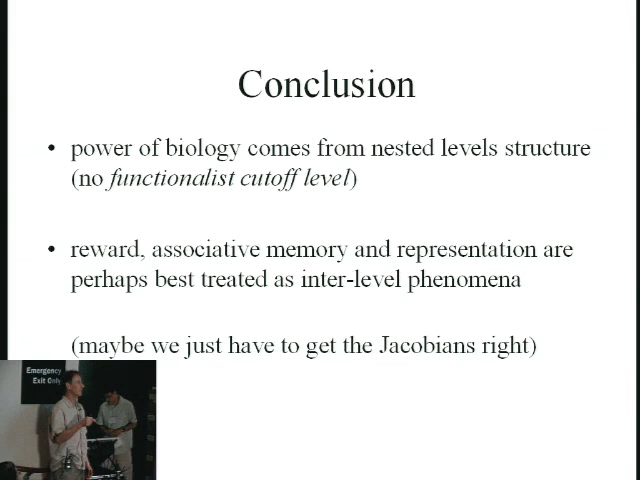 Conclusion
• power of biology comes from nested levels structure
(no functionalist cutoff level)
• reward, associative memory and representation are
perhaps best treated as inter-level phenomena
(maybe we just have to get the Jacobians right)
Emergency
Exit Only